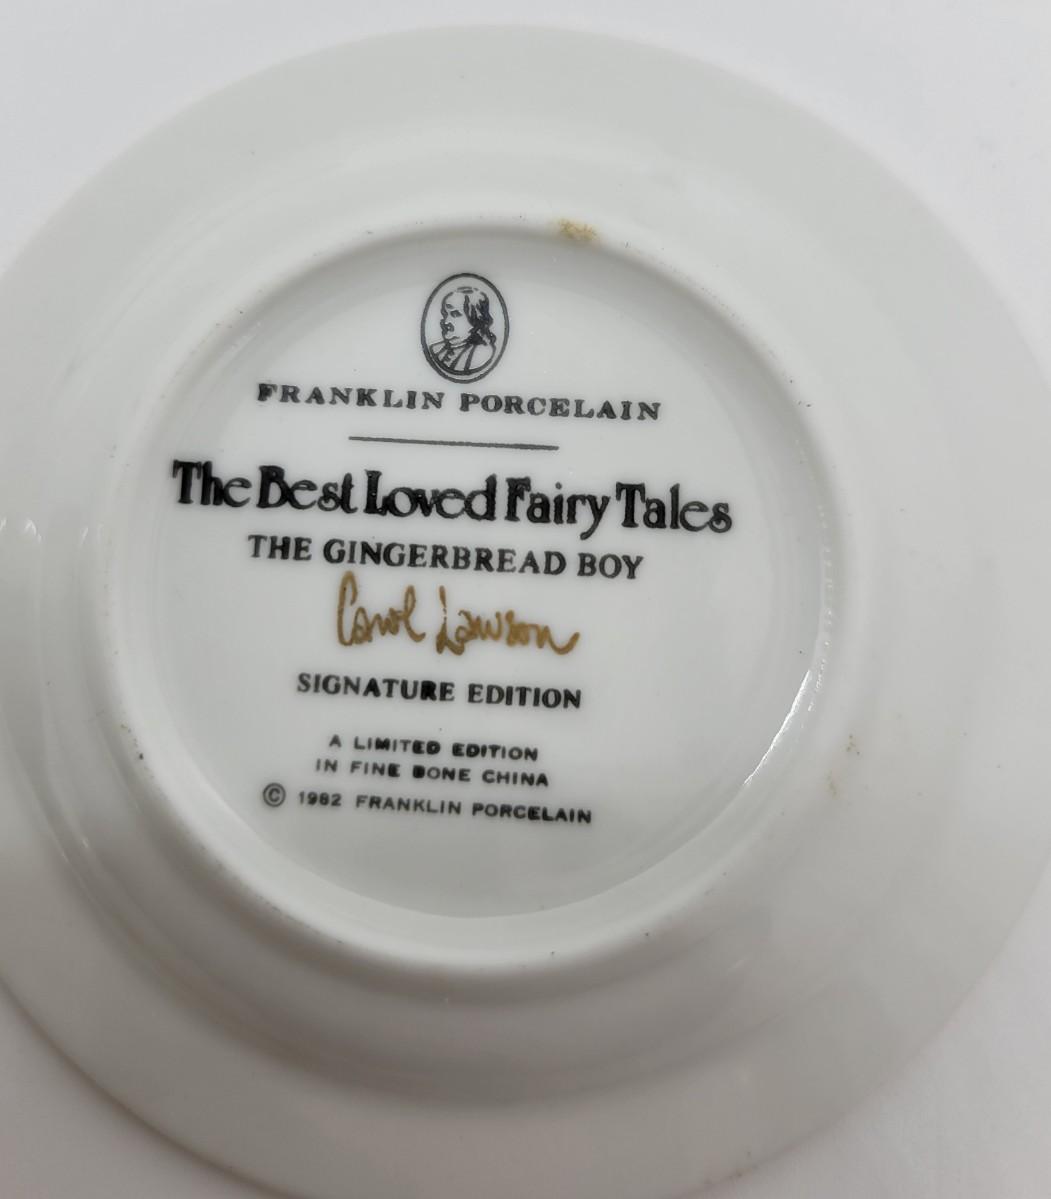 FRANKLIN PORCELAIN
The Best Loved Fairy Tales
THE GINGERBREAD BOY
Carol Lawson
SIGNATURE EDITION
A LIMITED EDITION
IN FINE BONE CHINA
© 1982 FRANKLIN PORCELAIN